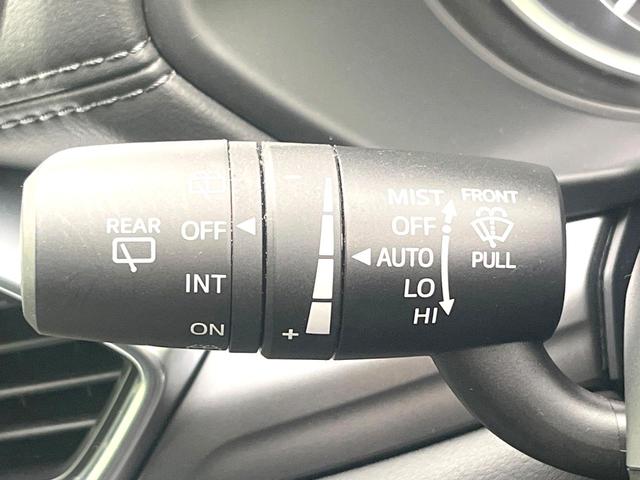 REAR
OFF
INT
ON
−
+
MIST
OFF
AUTO
LO
HI
FRONT
PULL